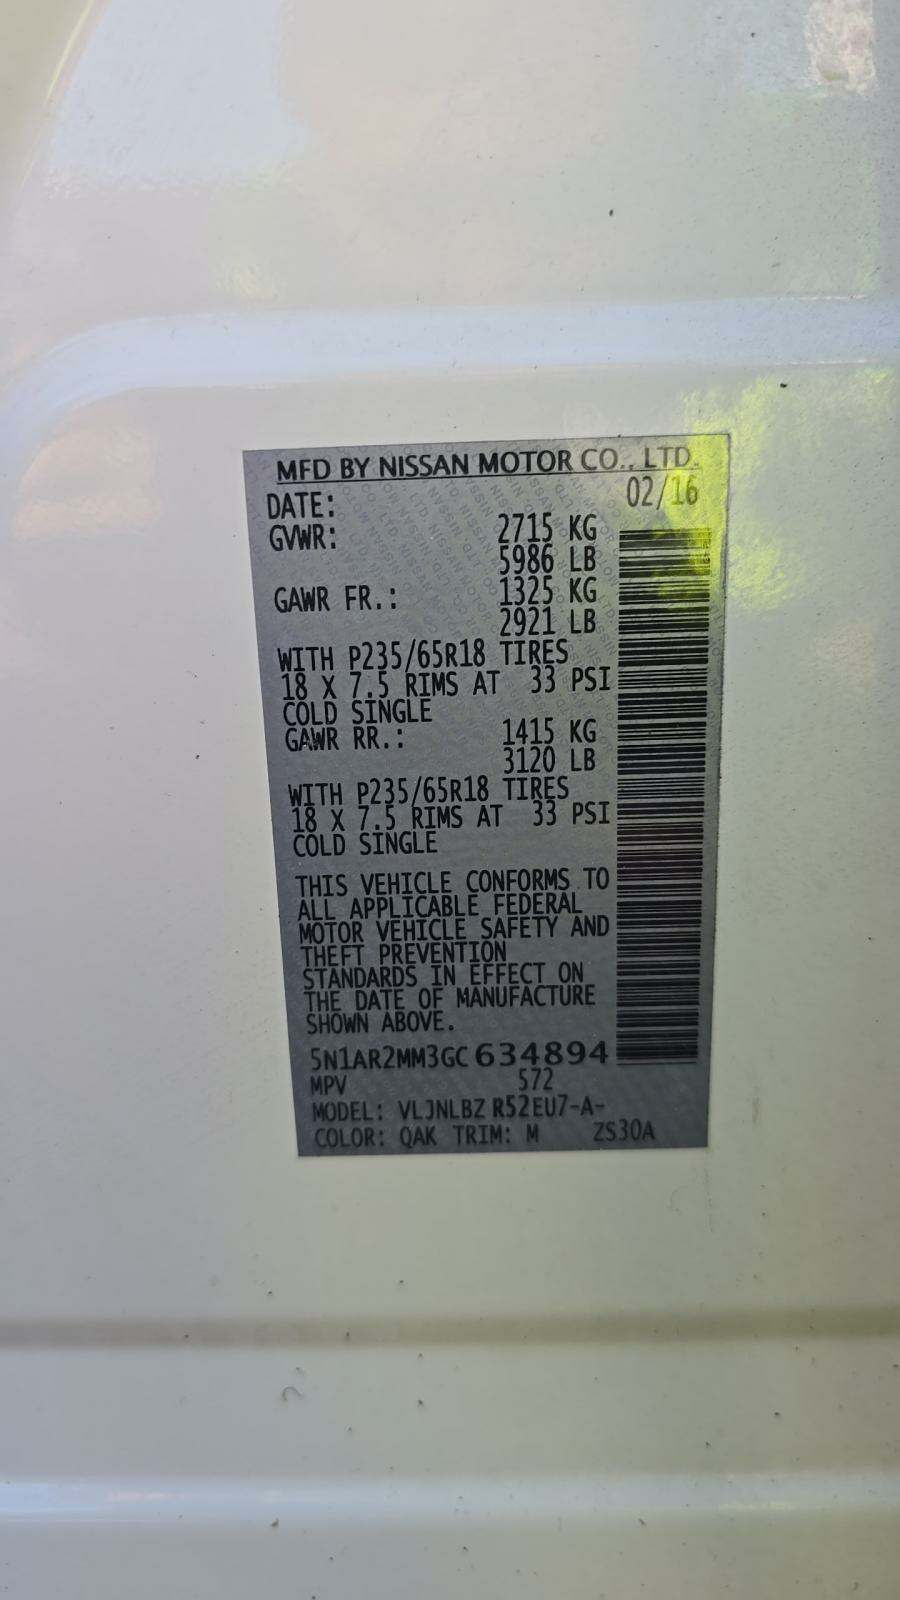 MFD BY NISSAN MOTOR CO., LTD.
DATE: 02/16
GVWR: 2715 KG
5986 LB
GAWR FR.: 1325 KG
2921 LB
WITH P235/65R18 TIRES
18 X 7.5 RIMS AT 33 PSI
COLD SINGLE
GAWR RR.: 1415 KG
3120 LB
WITH P235/65R18 TIRES
18 X 7.5 RIMS AT 33 PSI
COLD SINGLE
THIS VEHICLE CONFORMS TO
ALL APPLICABLE FEDERAL
MOTOR VEHICLE SAFETY AND
THEFT PREVENTION
STANDARDS IN EFFECT ON
THE DATE OF MANUFACTURE
SHOWN ABOVE.
5N1AR2MM3GC634894
MPV 572
MODEL: VLJNLBZ R52EU7-A-
COLOR: QAK TRIM: M ZS30A